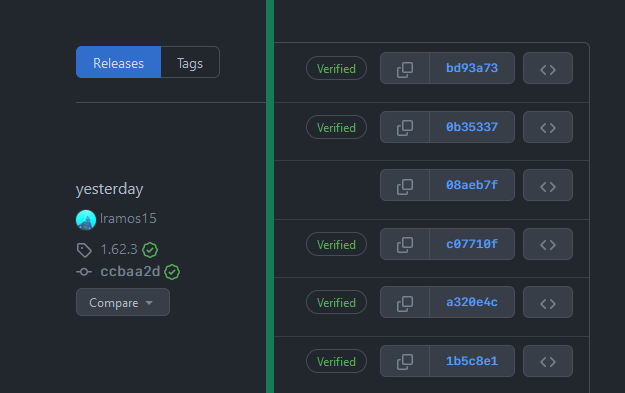 Releases Tags
yesterday
lramos15
1.62.3
ccbaa2d
Compare
Verified bd93a73
Verified 0b35337
08aeb7f
Verified c07710f
Verified a320e4c
Verified 1b5c8e1